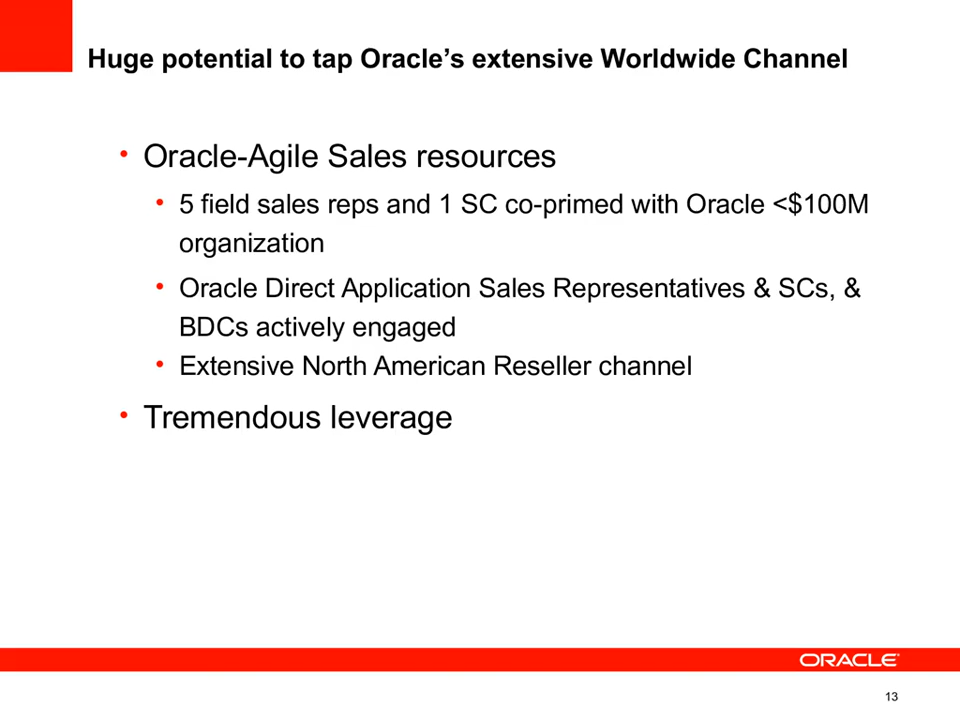 Huge potential to tap Oracle’s extensive Worldwide Channel
• Oracle-Agile Sales resources
• 5 field sales reps and 1 SC co-primed with Oracle <$100M
organization
• Oracle Direct Application Sales Representatives & SCs, &
BDCs actively engaged
• Extensive North American Reseller channel
• Tremendous leverage
ORACLE®
13